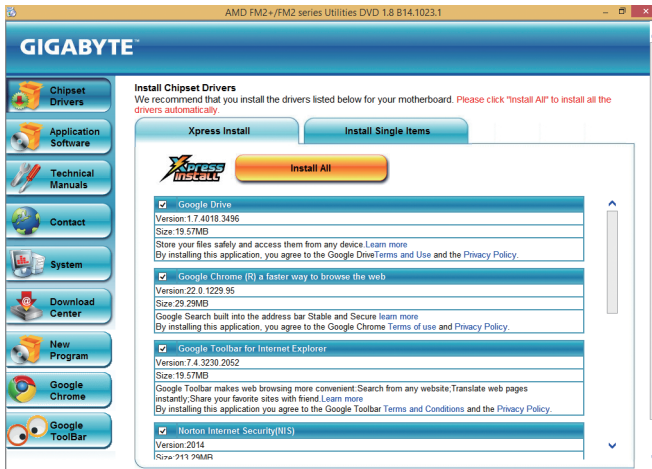 AMD FM2+/FM2 series Utilities DVD 1.8 B14.1023.1
GIGABYTE™
Chipset
Drivers
Application
Software
Technical
Manuals
Contact
System
Download
Center
New
Program
Google
Chrome
Google
ToolBar
Install Chipset Drivers
We recommend that you install the drivers listed below for your motherboard. Please click "Install All" to install all the
drivers automatically.
Xpress Install
Install Single Items
Xpress
Install
Install All
Google Drive
Version:1.7.4018.3496
Size:19.57MB
Store your files safely and access them from any device.Learn more
By installing this application, you agree to the Google DriveTerms and Use and the Privacy Policy.
Google Chrome (R) a faster way to browse the web
Version:22.0.1229.95
Size:29.29MB
Google Search built into the address bar Stable and Secure learn more
By installing this application, you agree to the Google Chrome Terms of use and Privacy Policy.
Google Toolbar for Internet Explorer
Version:7.4.3230.2052
Size:19.57MB
Google Toolbar makes web browsing more convenient.Search from any website;Translate web pages
instantly;Share your favorite sites with friend.Learn more
By installing this application you agree to the Google Toolbar Terms and Conditions and the Privacy Policy.
Norton Internet Security(NIS)
Version:2014
Size:213.29MB